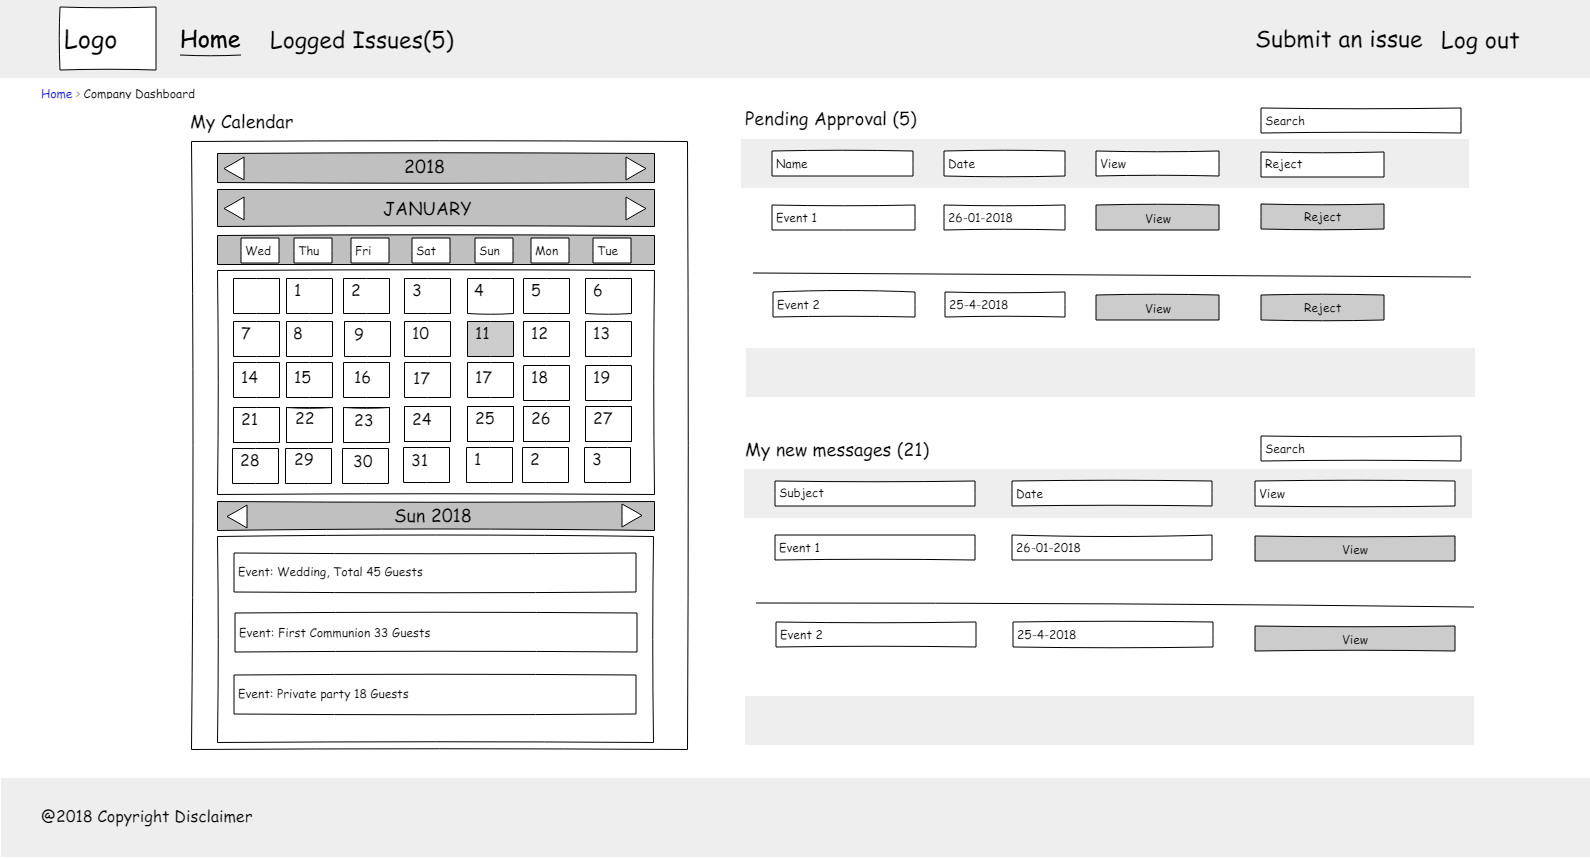 Logo Home Logged Issues(5) Submit an issue Log out
Home > Company Dashboard
My Calendar
2018
JANUARY
Wed Thu Fri Sat Sun Mon Tue
1 2 3 4 5 6
7 8 9 10 11 12 13
14 15 16 17 17 18 19
21 22 23 24 25 26 27
28 29 30 31 1 2 3
Sun 2018
Event: Wedding, Total 45 Guests
Event: First Communion 33 Guests
Event: Private party 18 Guests
Pending Approval (5) Search
Name Date View Reject
Event 1 26-01-2018 View Reject
Event 2 25-4-2018 View Reject
My new messages (21) Search
Subject Date View
Event 1 26-01-2018 View
Event 2 25-4-2018 View
@2018 Copyright Disclaimer